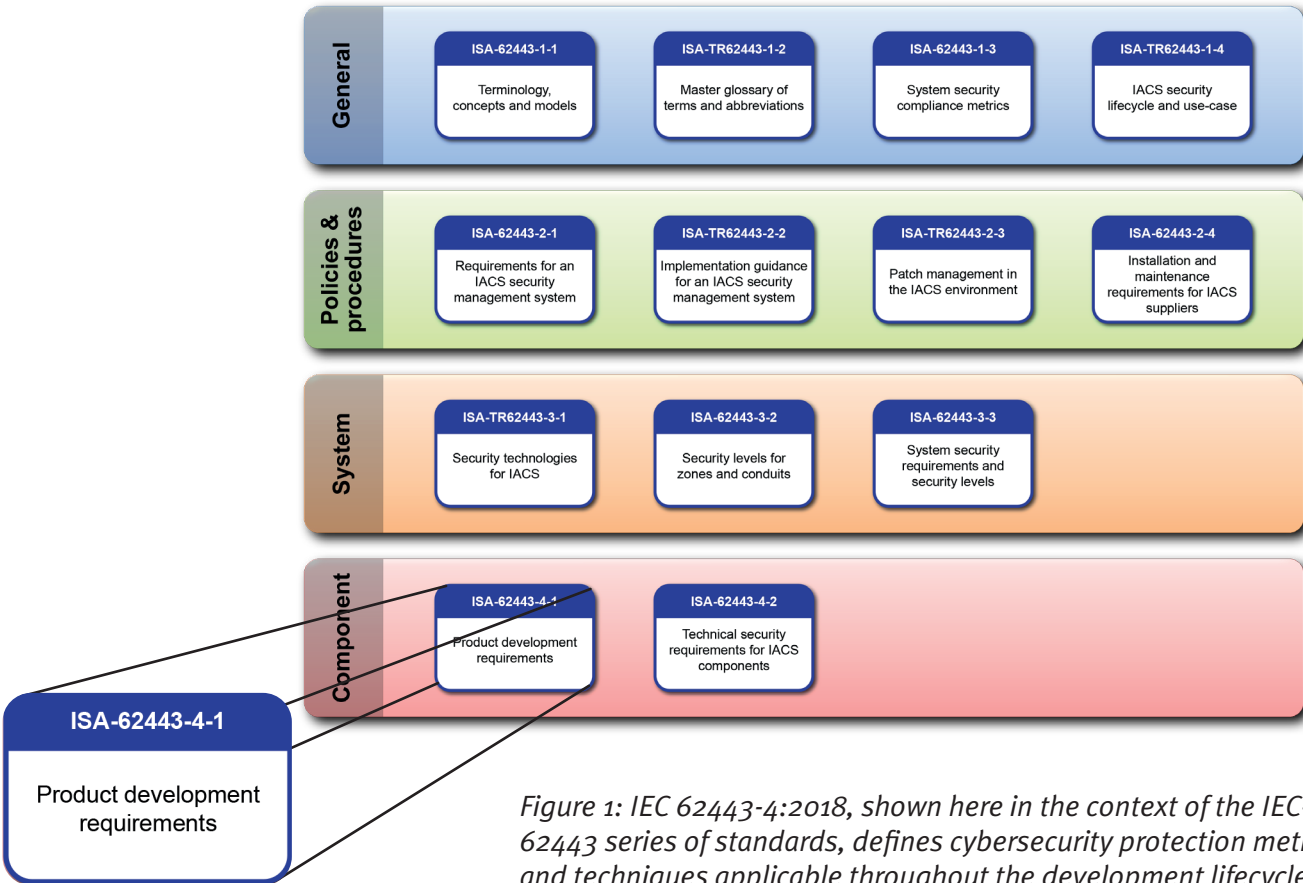 General
ISA-62443-1-1
Terminology,
concepts and models
ISA-TR62443-1-2
Master glossary of
terms and abbreviations
ISA-62443-1-3
System security
compliance metrics
ISA-TR62443-1-4
IACS security
lifecycle and use-case
Policies &
procedures
ISA-62443-2-1
Requirements for an
IACS security
management system
ISA-TR62443-2-2
Implementation guidance
for an IACS security
management system
ISA-TR62443-2-3
Patch management in
the IACS environment
ISA-62443-2-4
Installation and
maintenance
requirements for IACS
suppliers
System
ISA-TR62443-3-1
Security technologies
for IACS
ISA-62443-3-2
Security levels for
zones and conduits
ISA-62443-3-3
System security
requirements and
security levels
Component
ISA-62443-4-1
Product development
requirements
ISA-62443-4-2
Technical security
requirements for IACS
components
ISA-62443-4-1
Product development
requirements
Figure 1: IEC 62443-4:2018, shown here in the context of the IEC
62443 series of standards, defines cybersecurity protection
and techniques applicable throughout the development lifecycle